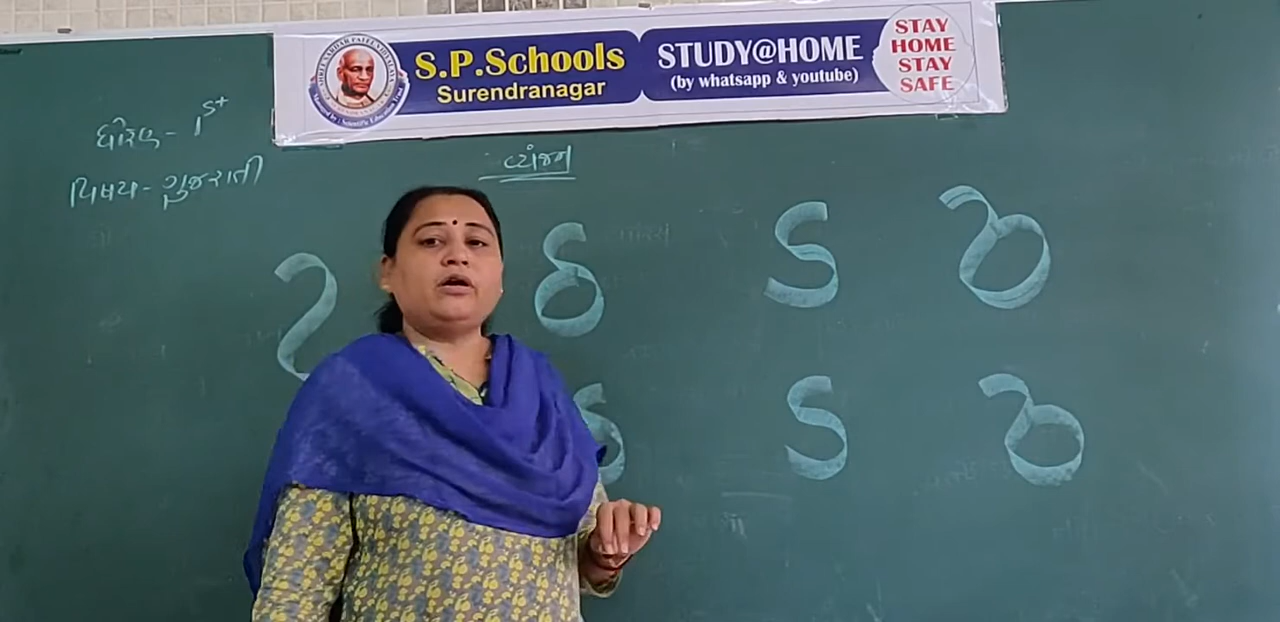 S.P.Schools
Surendranagar
STUDY@HOME
(by whatsapp & youtube)
STAY
HOME
STAY
SAFE
ધોરણ - 1st
વિષય - ગુજરાતી
વ્યંજન
ટ ઠ ડ ઢ
ઠ ડ ઢ